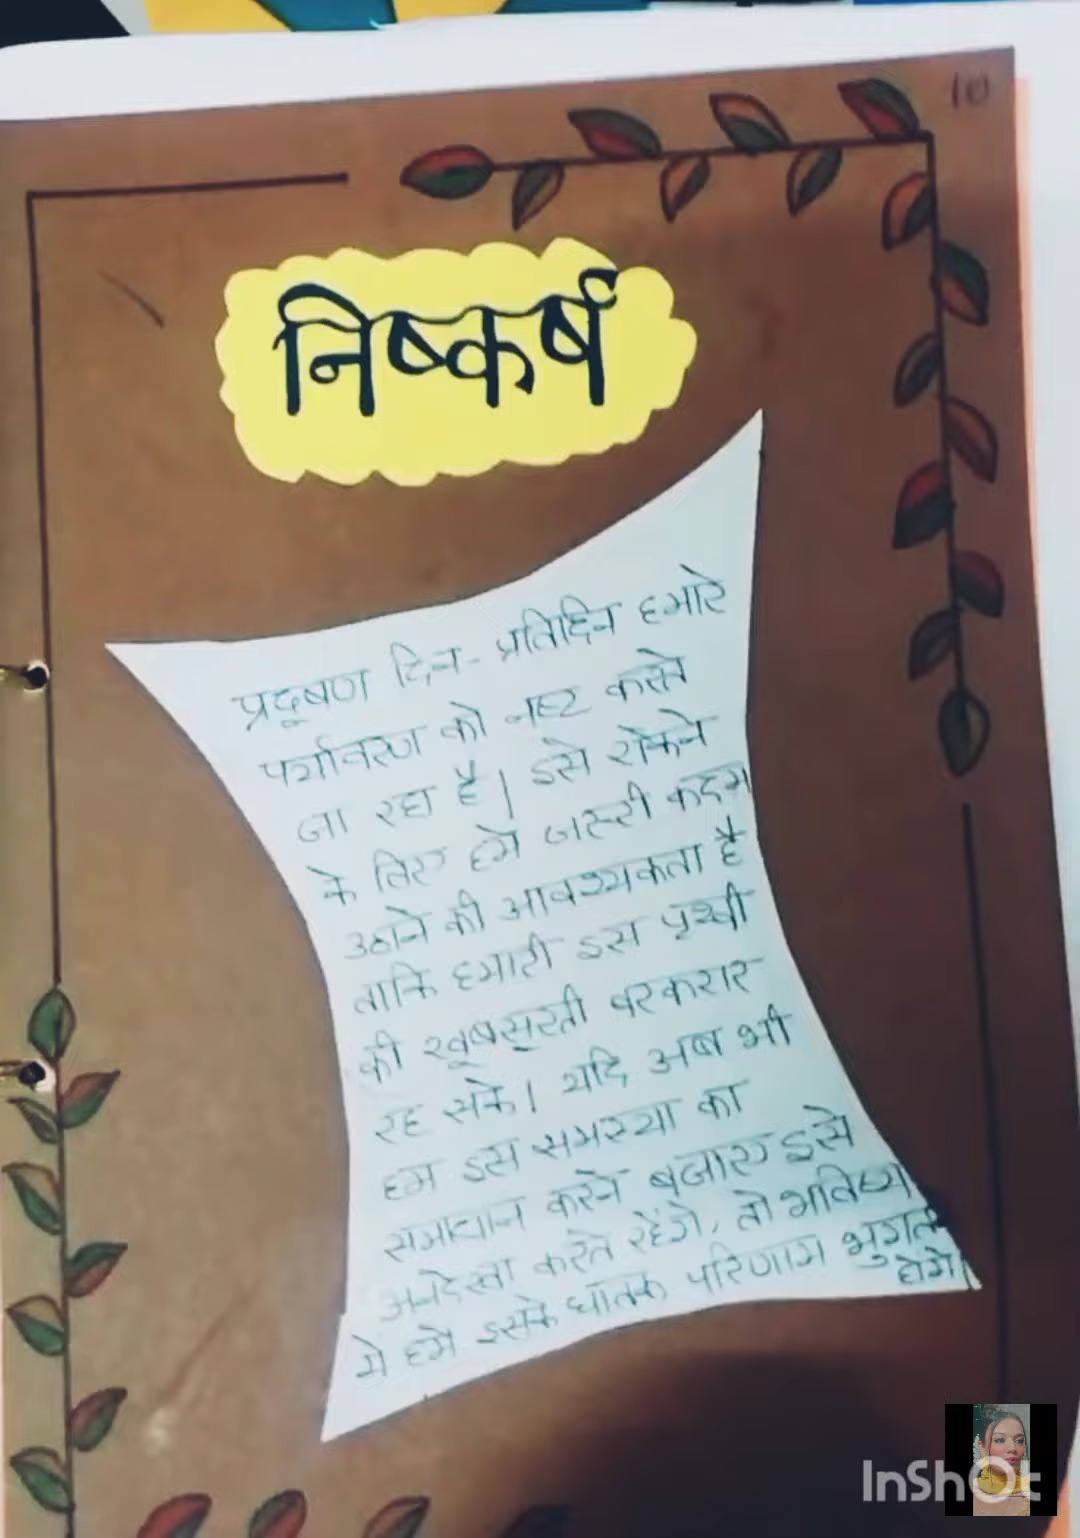 10
निष्कर्ष
प्रदूषण दिन-प्रतिदिन हमारे
पर्यावरण को नष्ट करते
जा रहा है। इसे रोकने
के लिए हमे जरूरी कदम
उठाने की आवश्यकता है
ताकि हमारी इस पृथ्वी
की खूबसूरती बरकरार
रह सके। यदि अब भी
हम इस समस्या का
समाधान करने बजाए इसे
अनदेखा करते रहेंगे, तो भविष्य
में हमे इसके घातक परिणाम भुगतने
होंगे।
InShOt